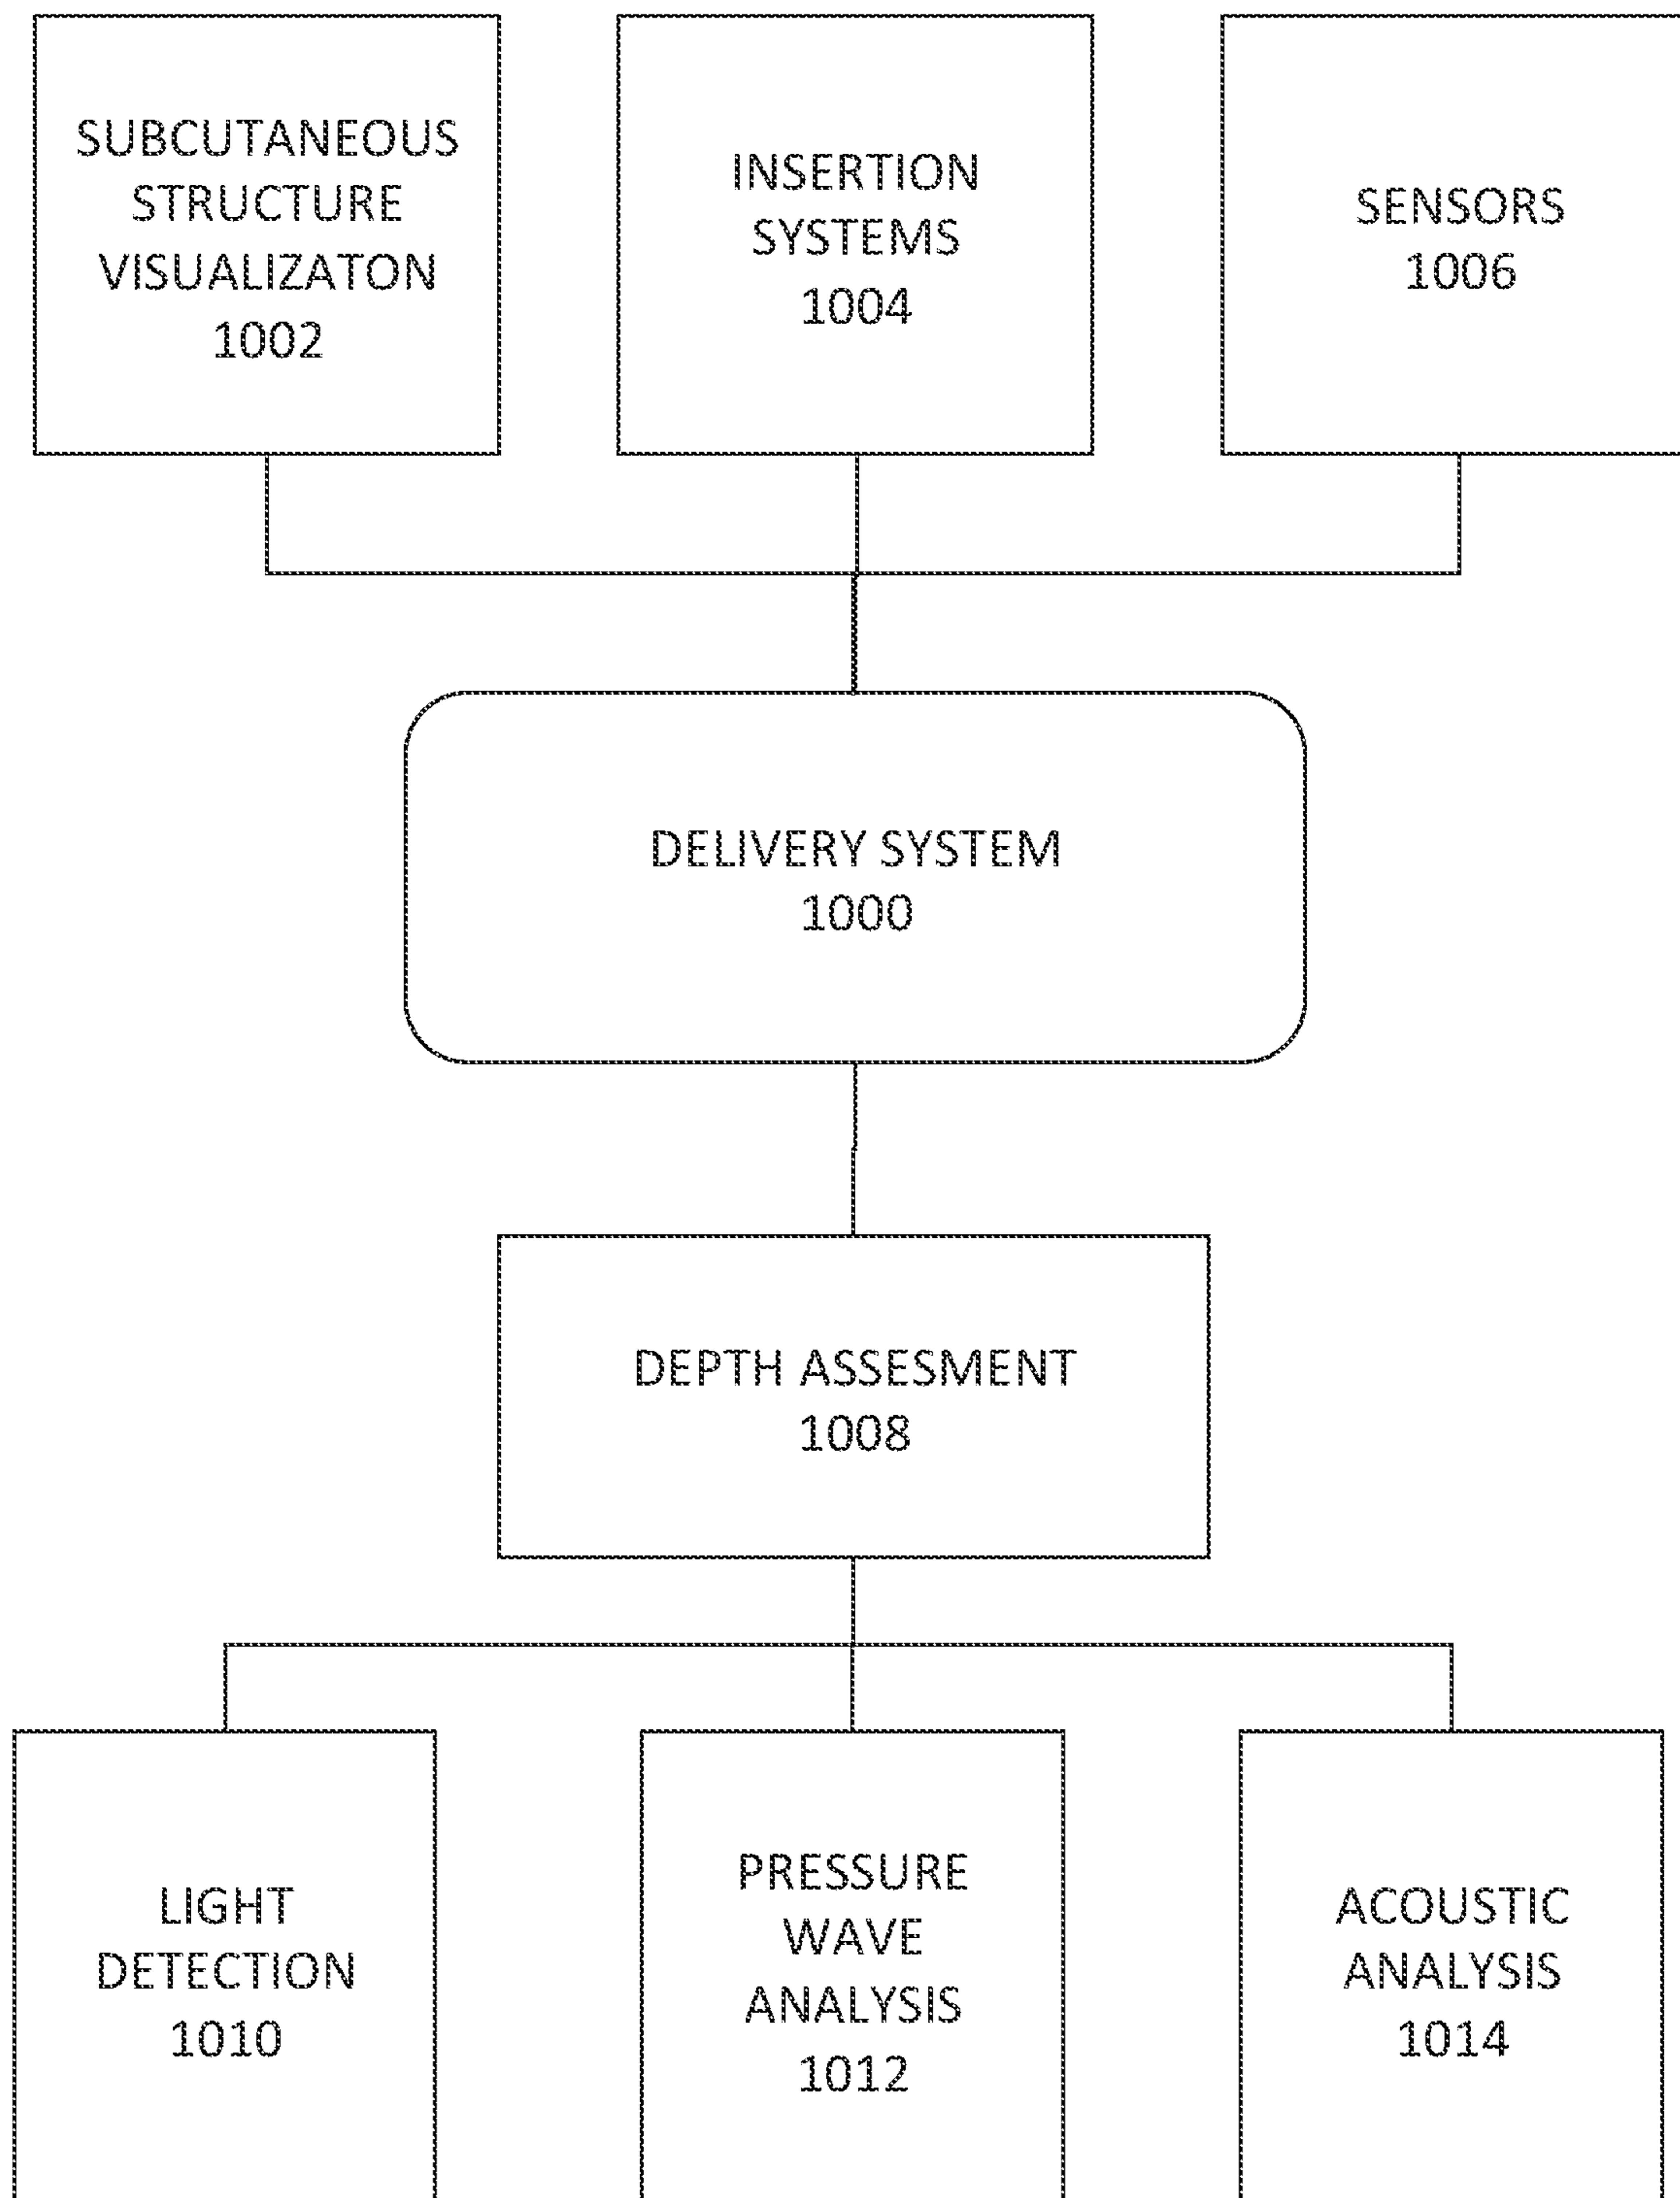 SUBCUTANEOUS
STRUCTURE
VISUALIZATON
1002
INSERTION
SYSTEMS
1004
SENSORS
1006
DELIVERY SYSTEM
1000
DEPTH ASSESMENT
1008
LIGHT
DETECTION
1010
PRESSURE
WAVE
ANALYSIS
1012
ACOUSTIC
ANALYSIS
1014